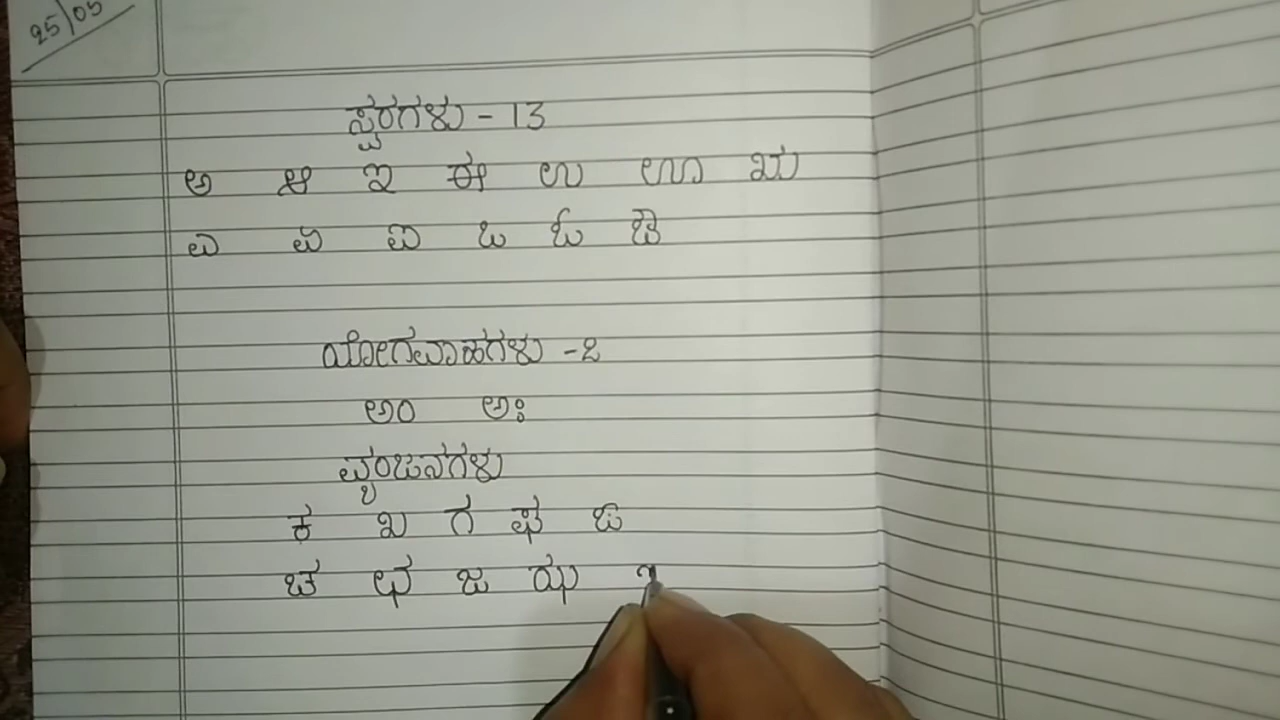 25/05
ಸ್ವರಗಳು - 13
ಅ ಆ ಇ ಈ ಉ ಊ ಋ
ಎ ಏ ಐ ಒ ಓ ಔ
ಯೋಗವಾಹಗಳು - 2
ಅಂ ಅಃ
ವ್ಯಂಜನಗಳು
ಕ ಖ ಗ ಘ ಙ
ಚ ಛ ಜ ಝ